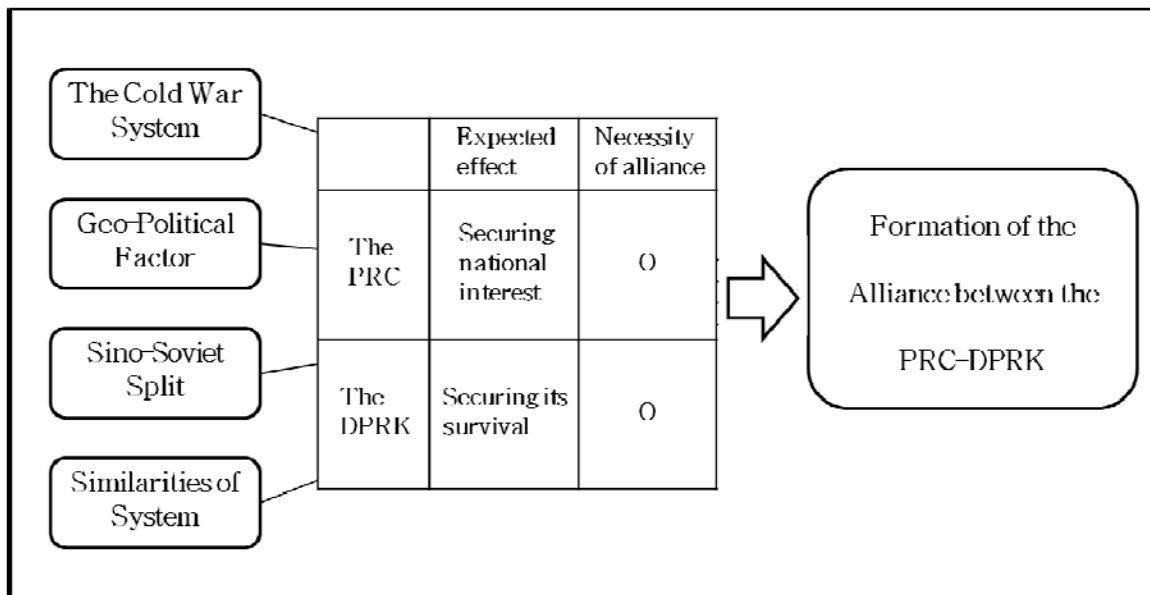 The Cold War
System
Geo-Political
Factor
Sino-Soviet
Split
Similarities of
System
Expected
effect
Necessity
of alliance
The
PRC
Securing
national
interest
O
The
DPRK
Securing its
survival
O
Formation of the
Alliance between the
PRC-DPRK